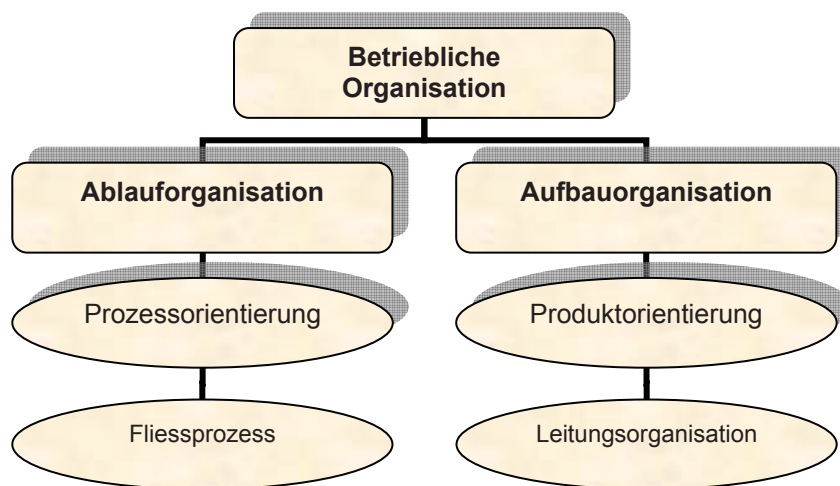 Betriebliche
Organisation
Ablauforganisation
Aufbauorganisation
Prozessorientierung
Produktorientierung
Fliessprozess
Leitungsorganisation